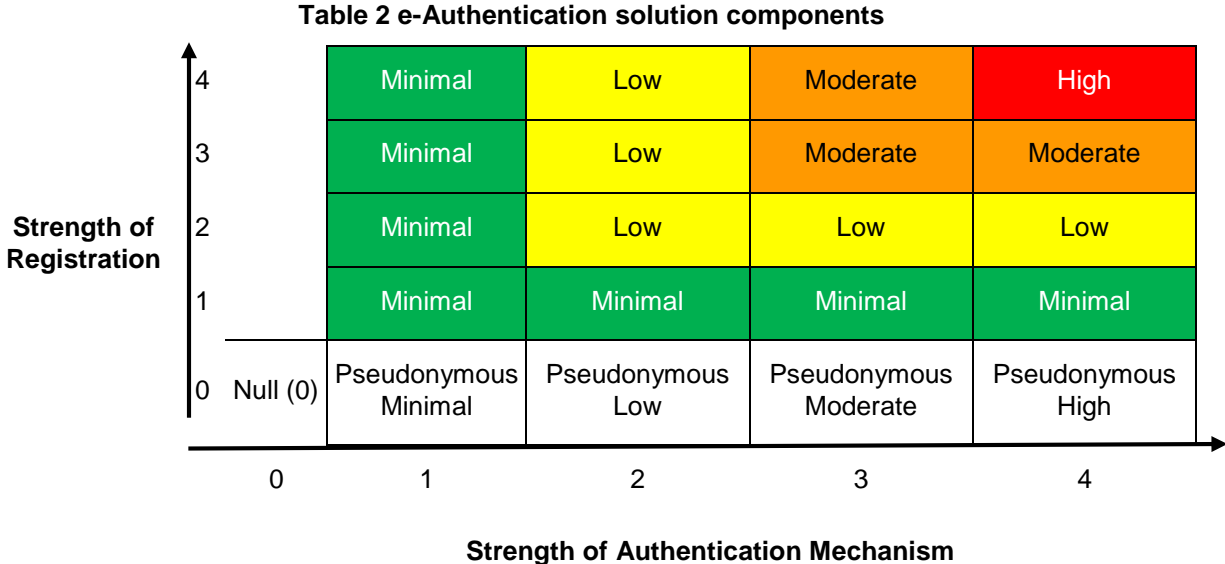 Table 2 e-Authentication solution components
4 Minimal Low Moderate High
3 Minimal Low Moderate Moderate
Strength of
Registration
2 Minimal Low Low Low
1 Minimal Minimal Minimal Minimal
0 Null (0) Pseudonymous Pseudonymous Pseudonymous Pseudonymous
Minimal Low Moderate High
0 1 2 3 4
Strength of Authentication Mechanism